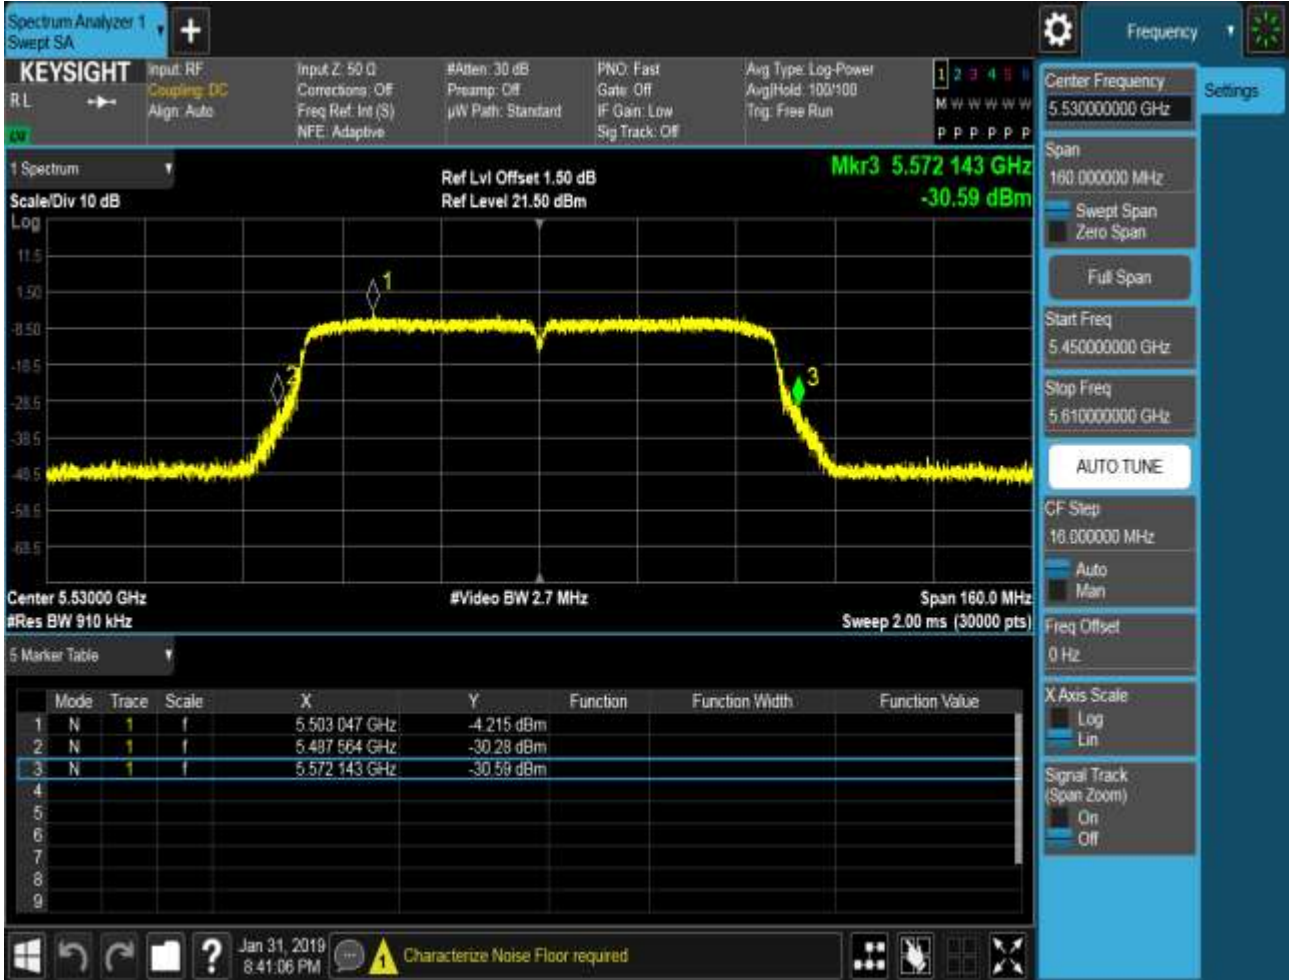 Spectrum Analyzer 1
Swept SA
+
Frequency
KEYSIGHT
RL
Input: RF
Coupling: DC
Align: Auto
Input Z: 50 Ω
Corrections: Off
Freq Ref: Int (S)
NFE: Adaptive
#Atten: 30 dB
Preamp: Off
µW Path: Standard
PNO: Fast
Gate: Off
IF Gain: Low
Sig Track: Off
Avg Type: Log-Power
Avg|Hold: 100/100
Trig: Free Run
1 2 3 4 5 6
M W W W W W
P P P P P P
1 Spectrum
Scale/Div 10 dB
Log
Ref Lvl Offset 1.50 dB
Ref Level 21.50 dBm
Mkr3 5.572 143 GHz
-30.59 dBm
11.5
1.50
-8.50
-18.5
-28.5
-38.5
-48.5
-58.5
-68.5
1
2
3
Center 5.53000 GHz
#Res BW 910 kHz
#Video BW 2.7 MHz
Span 160.0 MHz
Sweep 2.00 ms (30000 pts)
5 Marker Table
Mode Trace Scale X Y Function Function Width Function Value
1 N 1 f 5.503 047 GHz -4.215 dBm
2 N 1 f 5.487 564 GHz -30.28 dBm
3 N 1 f 5.572 143 GHz -30.59 dBm
4
5
6
7
8
9
Center Frequency
5.530000000 GHz
Settings
Span
160.000000 MHz
Swept Span
Zero Span
Full Span
Start Freq
5.450000000 GHz
Stop Freq
5.610000000 GHz
AUTO TUNE
CF Step
16.000000 MHz
Auto
Man
Freq Offset
0 Hz
X Axis Scale
Log
Lin
Signal Track
(Span Zoom)
On
Off
?
Jan 31, 2019
8:41:06 PM
1
Characterize Noise Floor required